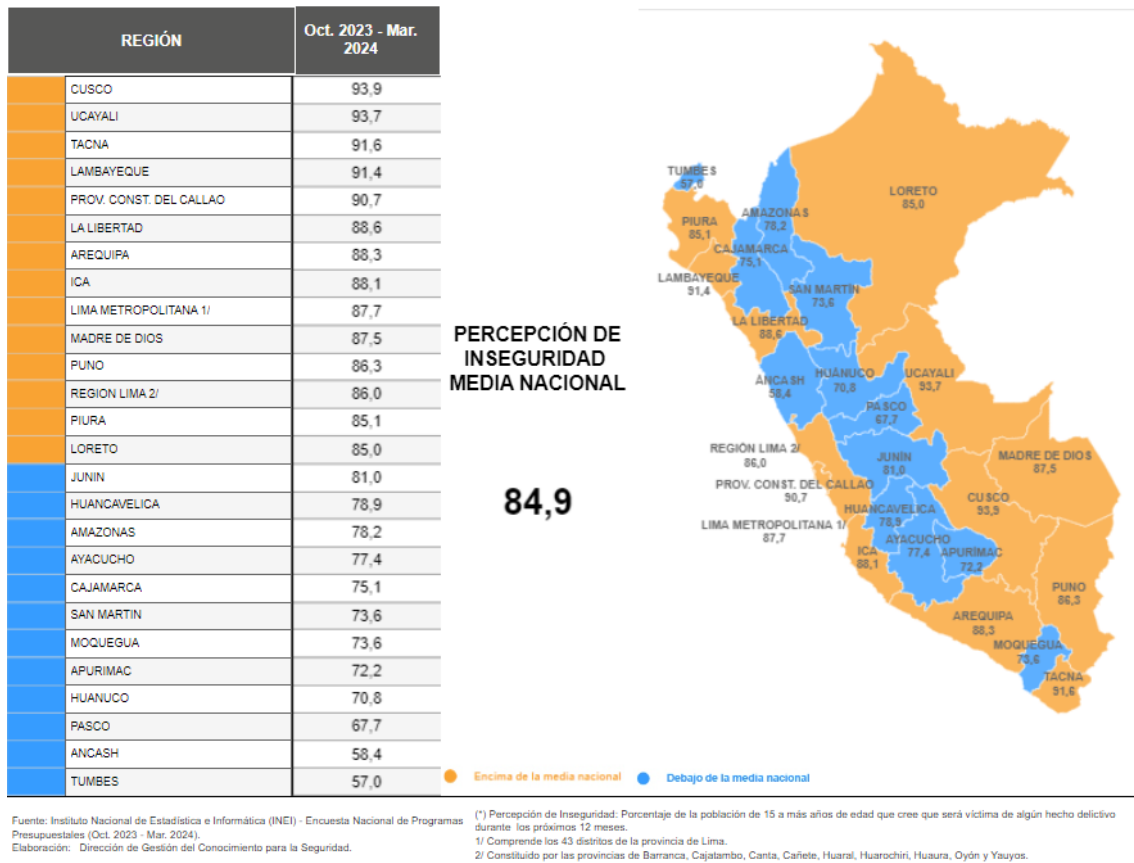 REGIÓN
Oct. 2023 - Mar.
2024
CUSCO 93,9
UCAYALI 93,7
TACNA 91,6
LAMBAYEQUE 91,4
PROV. CONST. DEL CALLAO 90,7
LA LIBERTAD 88,6
AREQUIPA 88,3
ICA 88,1
LIMA METROPOLITANA 1/ 87,7
MADRE DE DIOS 87,5
PUNO 86,3
REGION LIMA 2/ 86,0
PIURA 85,1
LORETO 85,0
JUNIN 81,0
HUANCAVELICA 78,9
AMAZONAS 78,2
AYACUCHO 77,4
CAJAMARCA 75,1
SAN MARTIN 73,6
MOQUEGUA 73,6
APURIMAC 72,2
HUANUCO 70,8
PASCO 67,7
ANCASH 58,4
TUMBES 57,0
PERCEPCIÓN DE
INSEGURIDAD
MEDIA NACIONAL
84,9
TUMBES
57,0
LORETO
85,0
PIURA
85,1
AMAZONAS
78,2
CAJAMARCA
75,1
LAMBAYEQUE
91,4
SAN MARTÍN
73,6
LA LIBERTAD
88,6
ÁNCASH
58,4
HUÁNUCO
70,8
UCAYALI
93,7
PASCO
67,7
REGIÓN LIMA 2/
86,0
JUNÍN
81,0
MADRE DE DIOS
87,5
PROV. CONST. DEL CALLAO
90,7
CUSCO
93,9
HUANCAVELICA
78,9
LIMA METROPOLITANA 1/
87,7
AYACUCHO
77,4
APURÍMAC
72,2
ICA
88,1
PUNO
86,3
AREQUIPA
88,3
MOQUEGUA
73,6
TACNA
91,6
Encima de la media nacional
Debajo de la media nacional
Fuente: Instituto Nacional de Estadística e Informática (INEI) - Encuesta Nacional de Programas
Presupuestales (Oct. 2023 - Mar. 2024).
Elaboración: Dirección de Gestión del Conocimiento para la Seguridad.
(*) Percepción de Inseguridad: Porcentaje de la población de 15 a más años de edad que cree que será víctima de algún hecho delictivo
durante los próximos 12 meses.
1/ Comprende los 43 distritos de la provincia de Lima.
2/ Constituido por las provincias de Barranca, Cajatambo, Canta, Cañete, Huaral, Huarochirí, Huaura, Oyón y Yauyos.